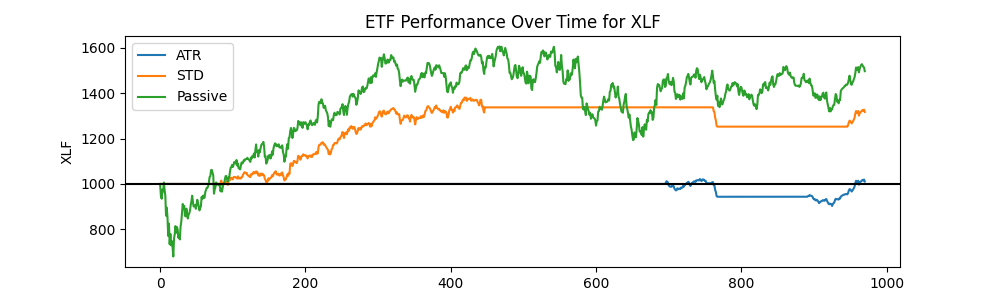 ETF Performance Over Time for XLF
ATR
STD
Passive
XLF
1600
1400
1200
1000
800
0 200 400 600 800 1000